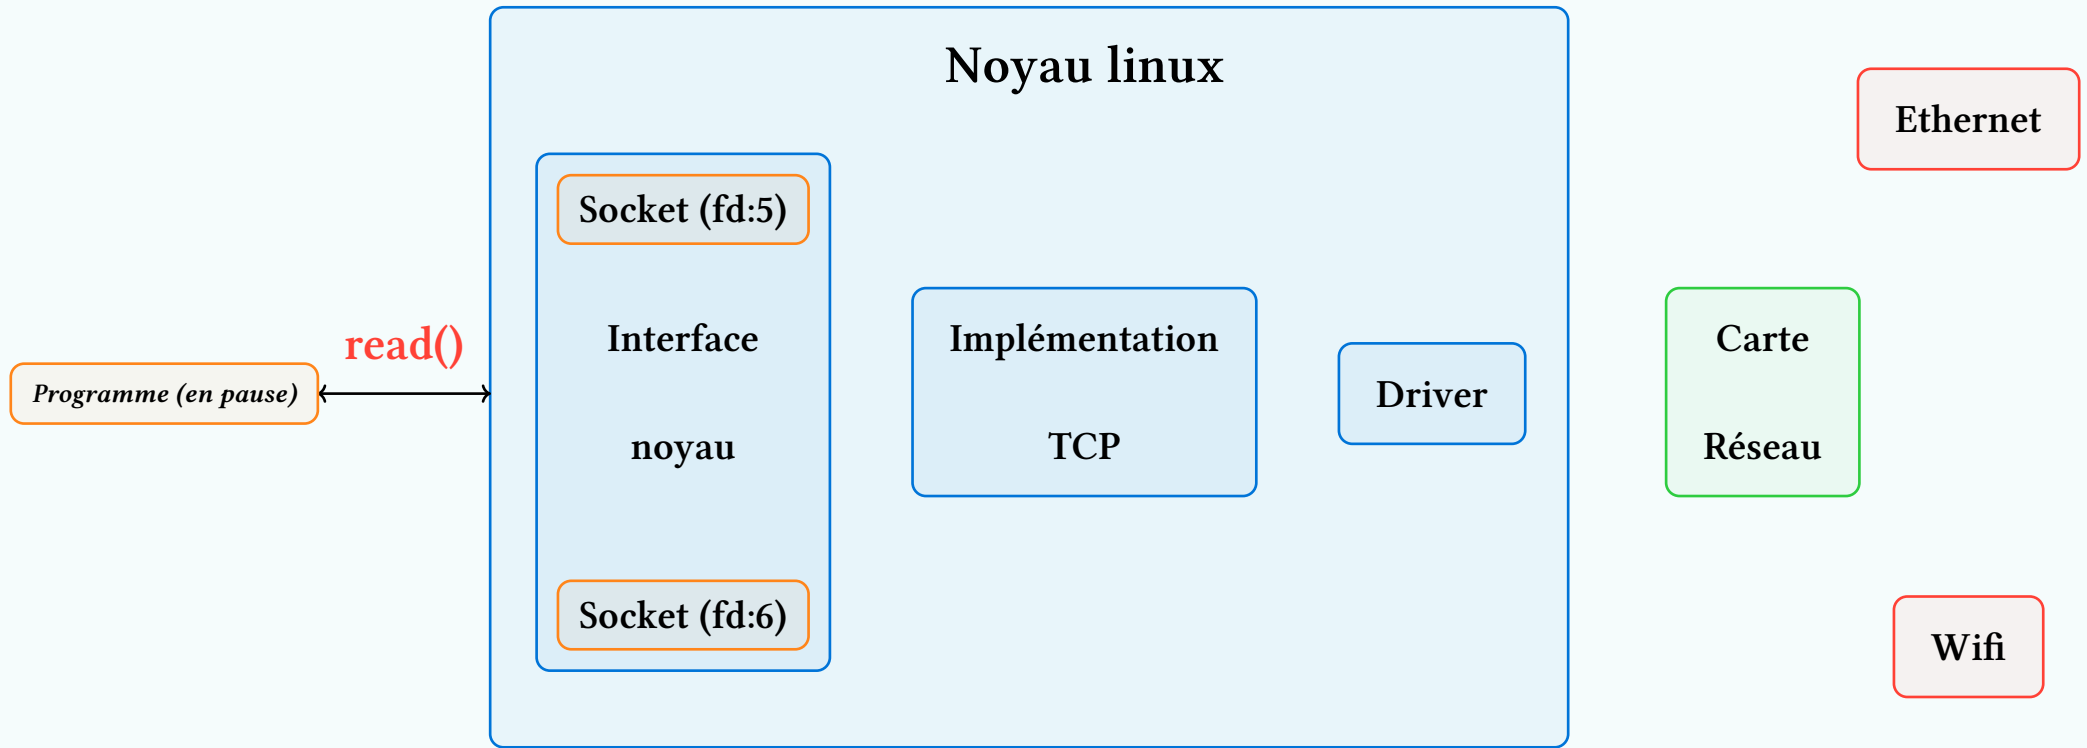 Noyau linux
Ethernet
Socket (fd:5)
read()
Programme (en pause)
Interface
noyau
Implémentation
TCP
Driver
Carte
Réseau
Socket (fd:6)
Wifi